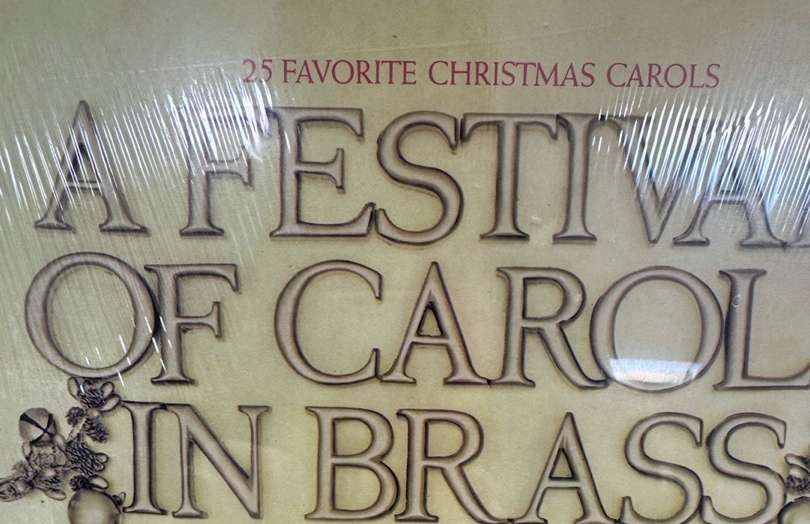 25 FAVORITE CHRISTMAS CAROLS
A FESTIVA
OF CAROL
IN BRASS